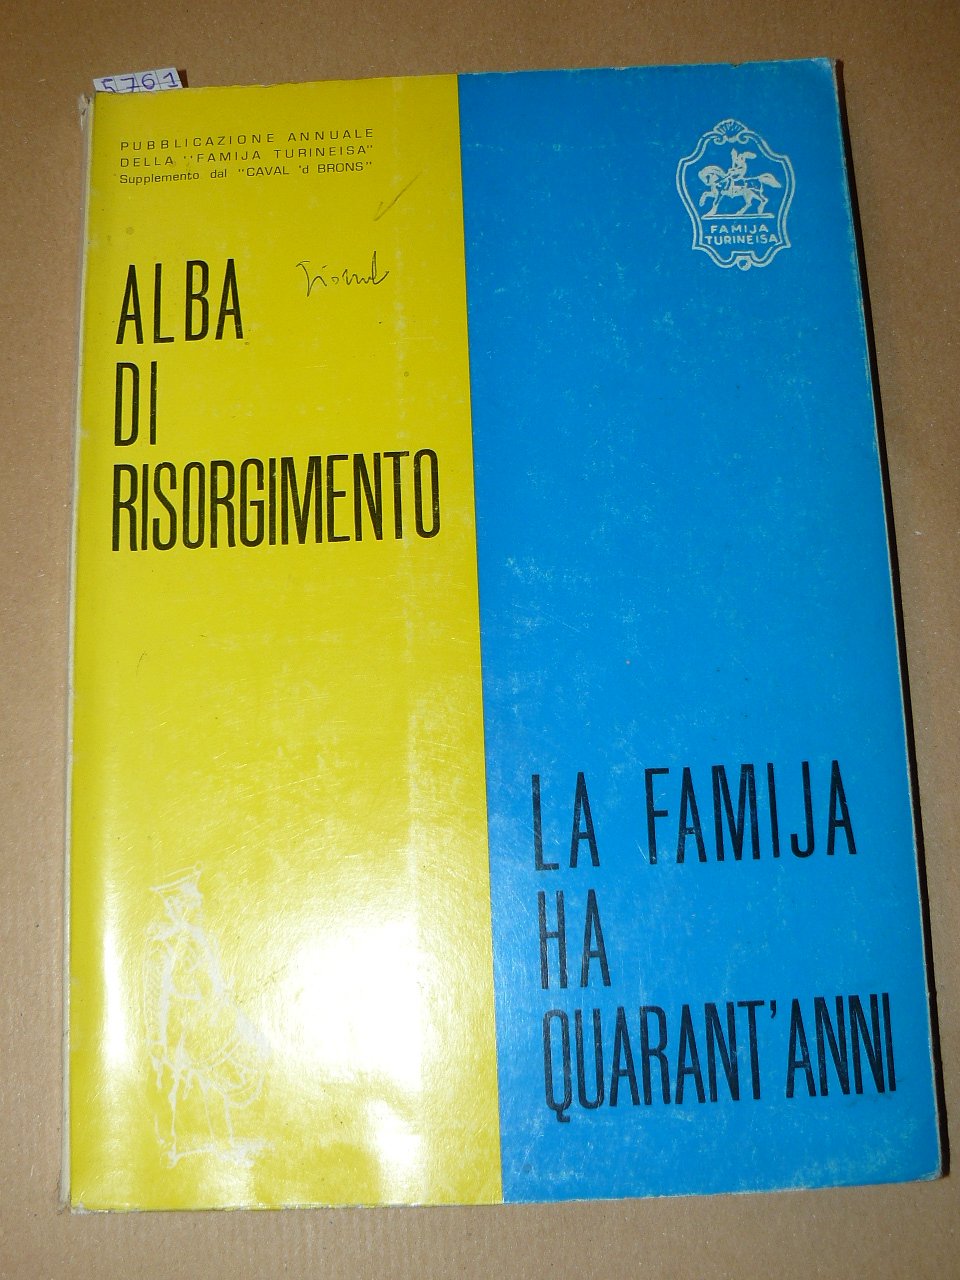 5761
PUBBLICAZIONE ANNUALE
DELLA "FAMIJA TURINEISA"
Supplemento dal "CAVAL 'd BRONS"
ALBA
DI
RISORGIMENTO
FAMIJA
TURINEISA
LA FAMIJA
HA
QUARANT'ANNI